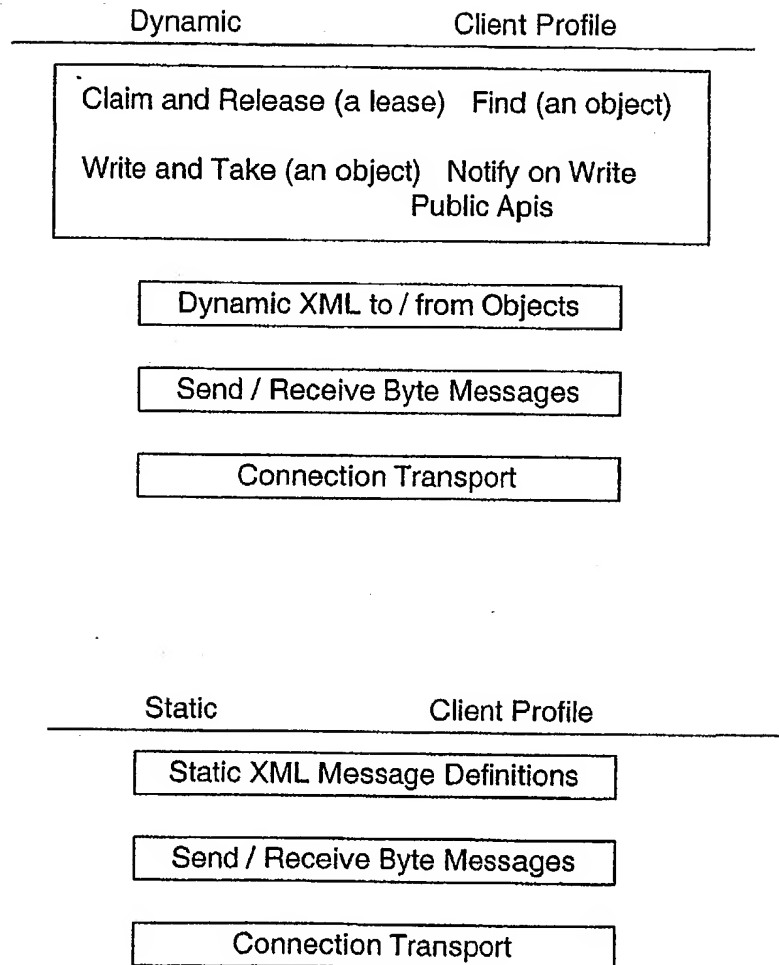 Dynamic Client Profile
Claim and Release (a lease) Find (an object)
Write and Take (an object) Notify on Write
Public Apis
Dynamic XML to / from Objects
Send / Receive Byte Messages
Connection Transport
Static Client Profile
Static XML Message Definitions
Send / Receive Byte Messages
Connection Transport